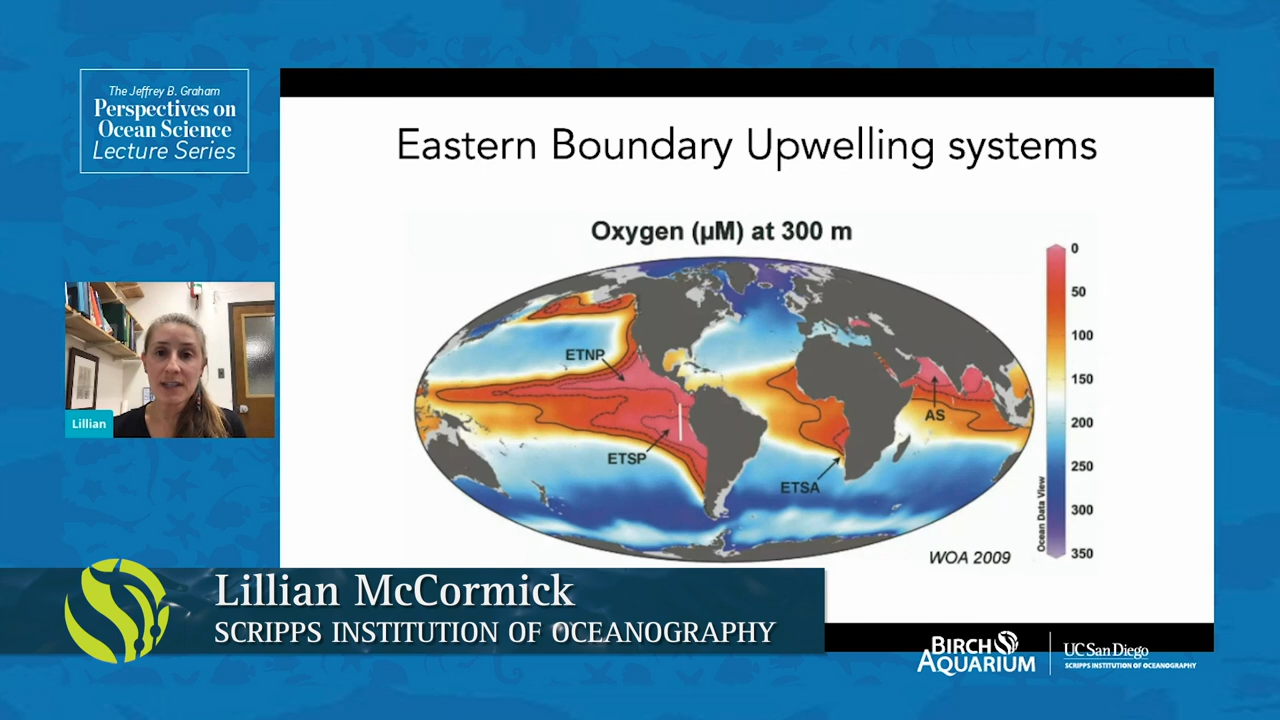 The Jeffrey B. Graham
Perspectives on
Ocean Science
Lecture Series
Eastern Boundary Upwelling systems
Oxygen (µM) at 300 m
ETNP
ETSP
ETSA
AS
0
50
100
150
200
250
300
350
Ocean Data View
WOA 2009
Lillian
Lillian McCormick
SCRIPPS INSTITUTION OF OCEANOGRAPHY
BIRCH
AQUARIUM
UC San Diego
SCRIPPS INSTITUTION OF OCEANOGRAPHY